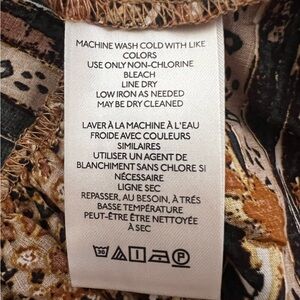 MACHINE WASH COLD WITH LIKE
COLORS
USE ONLY NON-CHLORINE
BLEACH
LINE DRY
LOW IRON AS NEEDED
MAY BE DRY CLEANED
LAVER À LA MACHINE À L'EAU
FROIDE AVEC COULEURS
SIMILAIRES
UTILISER UN AGENT DE
BLANCHIMENT SANS CHLORE SI
NÉCESSAIRE
LIGNE SEC
REPASSER, AU BESOIN, À TRÉS
BASSE TEMPÉRATURE
PEUT-ÊTRE ÊTRE NETTOYÉE
À SEC